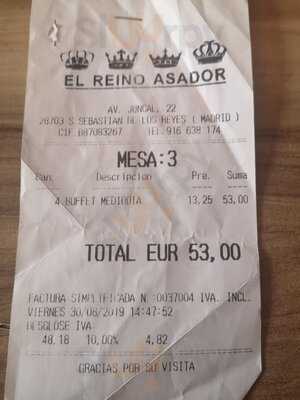 EL REINO ASADOR
AV. JUNCAL, 22
28703 S.SEBASTIAN DE LOS REYES ( MADRID )
CIF.B87083267 TEL.916 638 174
MESA:3
Can. Descripcion Pre. Suma
4 BUFFET MEDIODIA 13,25 53,00
TOTAL EUR 53,00
FACTURA SIMPLIFICADA N. 0037004 IVA. INCL.
VIERNES 30/08/2019 14:47:52
DESGLOSE IVA
48.18 10,00% 4.82
GRACIAS POR SU VISITA